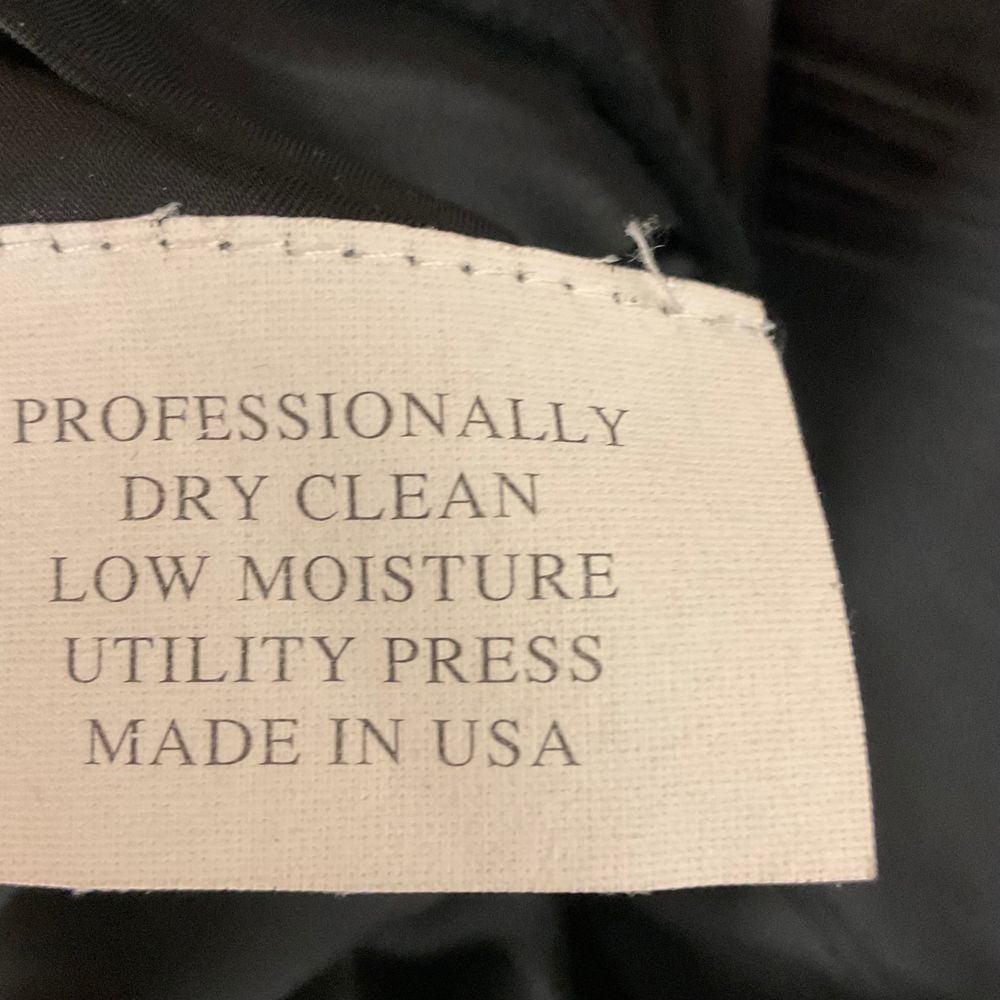 PROFESSIONALLY
DRY CLEAN
LOW MOISTURE
UTILITY PRESS
MADE IN USA